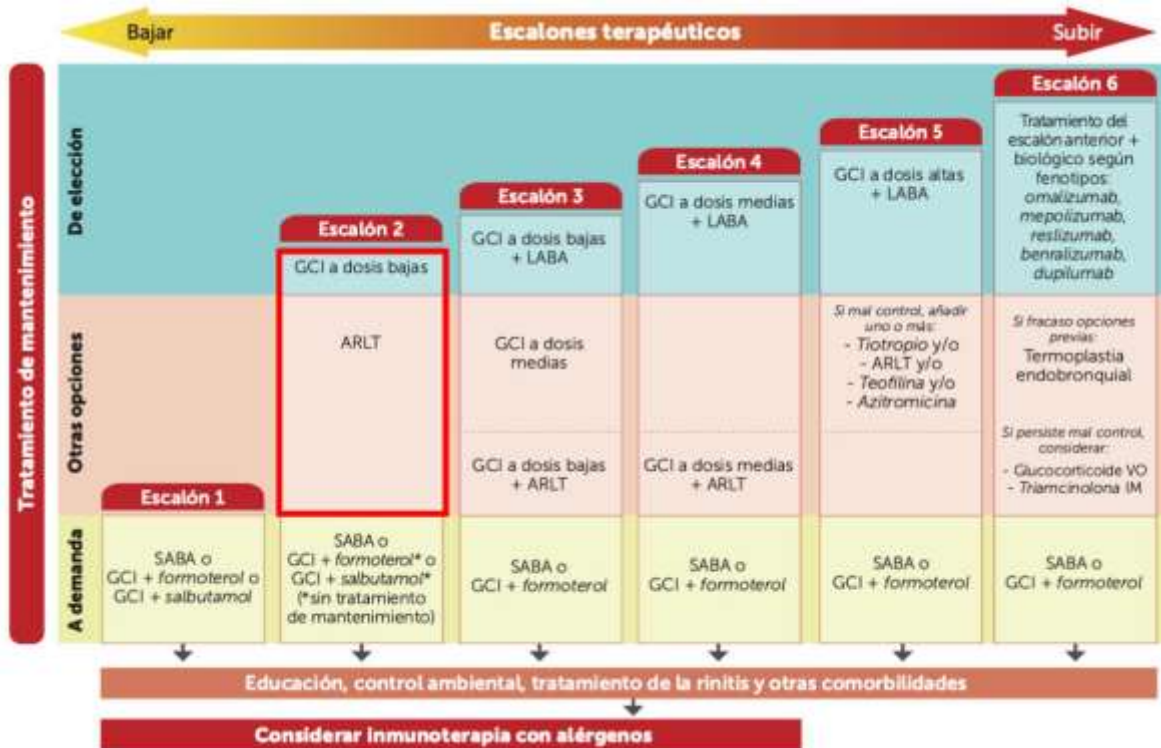 Bajar
Escalones terapéuticos
Subir
Tratamiento de mantenimiento
De elección
Otras opciones
A demanda
Escalón 1
SABA o
GCI + formoterol o
GCI + salbutamol
Escalón 2
GCI a dosis bajas
ARLT
SABA o
GCI + formoterol* o
GCI + salbutamol*
(*sin tratamiento
de mantenimiento)
Escalón 3
GCI a dosis bajas
+ LABA
GCI a dosis
medias
GCI a dosis bajas
+ ARLT
SABA o
GCI + formoterol
Escalón 4
GCI a dosis medias
+ LABA
GCI a dosis medias
+ ARLT
SABA o
GCI + formoterol
Escalón 5
GCI a dosis altas
+ LABA
Si mal control, añadir
uno o más:
- Tiotropio y/o
- ARLT y/o
- Teofilina y/o
- Azitromicina
SABA o
GCI + formoterol
Escalón 6
Tratamiento del
escalón anterior +
biológico según
fenotipos:
omalizumab,
mepolizumab,
reslizumab,
benralizumab,
dupilumab
Si fracaso opciones
previas:
Termoplastia
endobronquial
Si persiste mal control,
considerar:
- Glucocorticoide VO
- Triamcinolona IM
SABA o
GCI + formoterol
Educación, control ambiental, tratamiento de la rinitis y otras comorbilidades
Considerar inmunoterapia con alérgenos